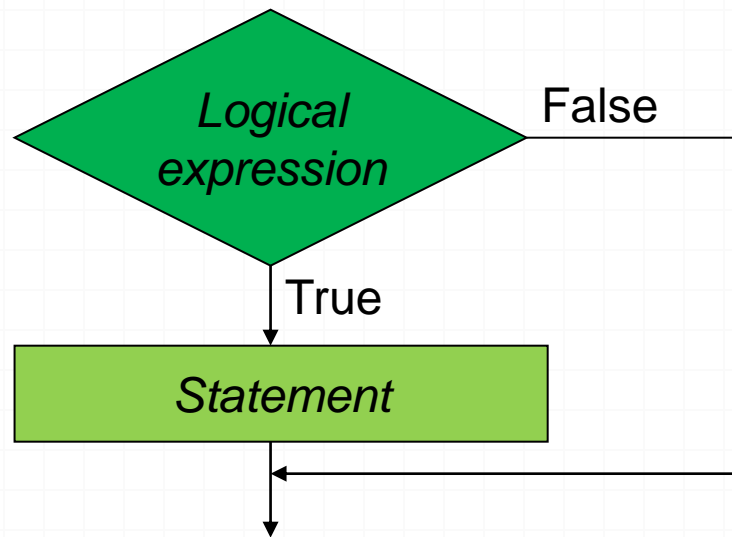 Logical
expression
False
True
Statement